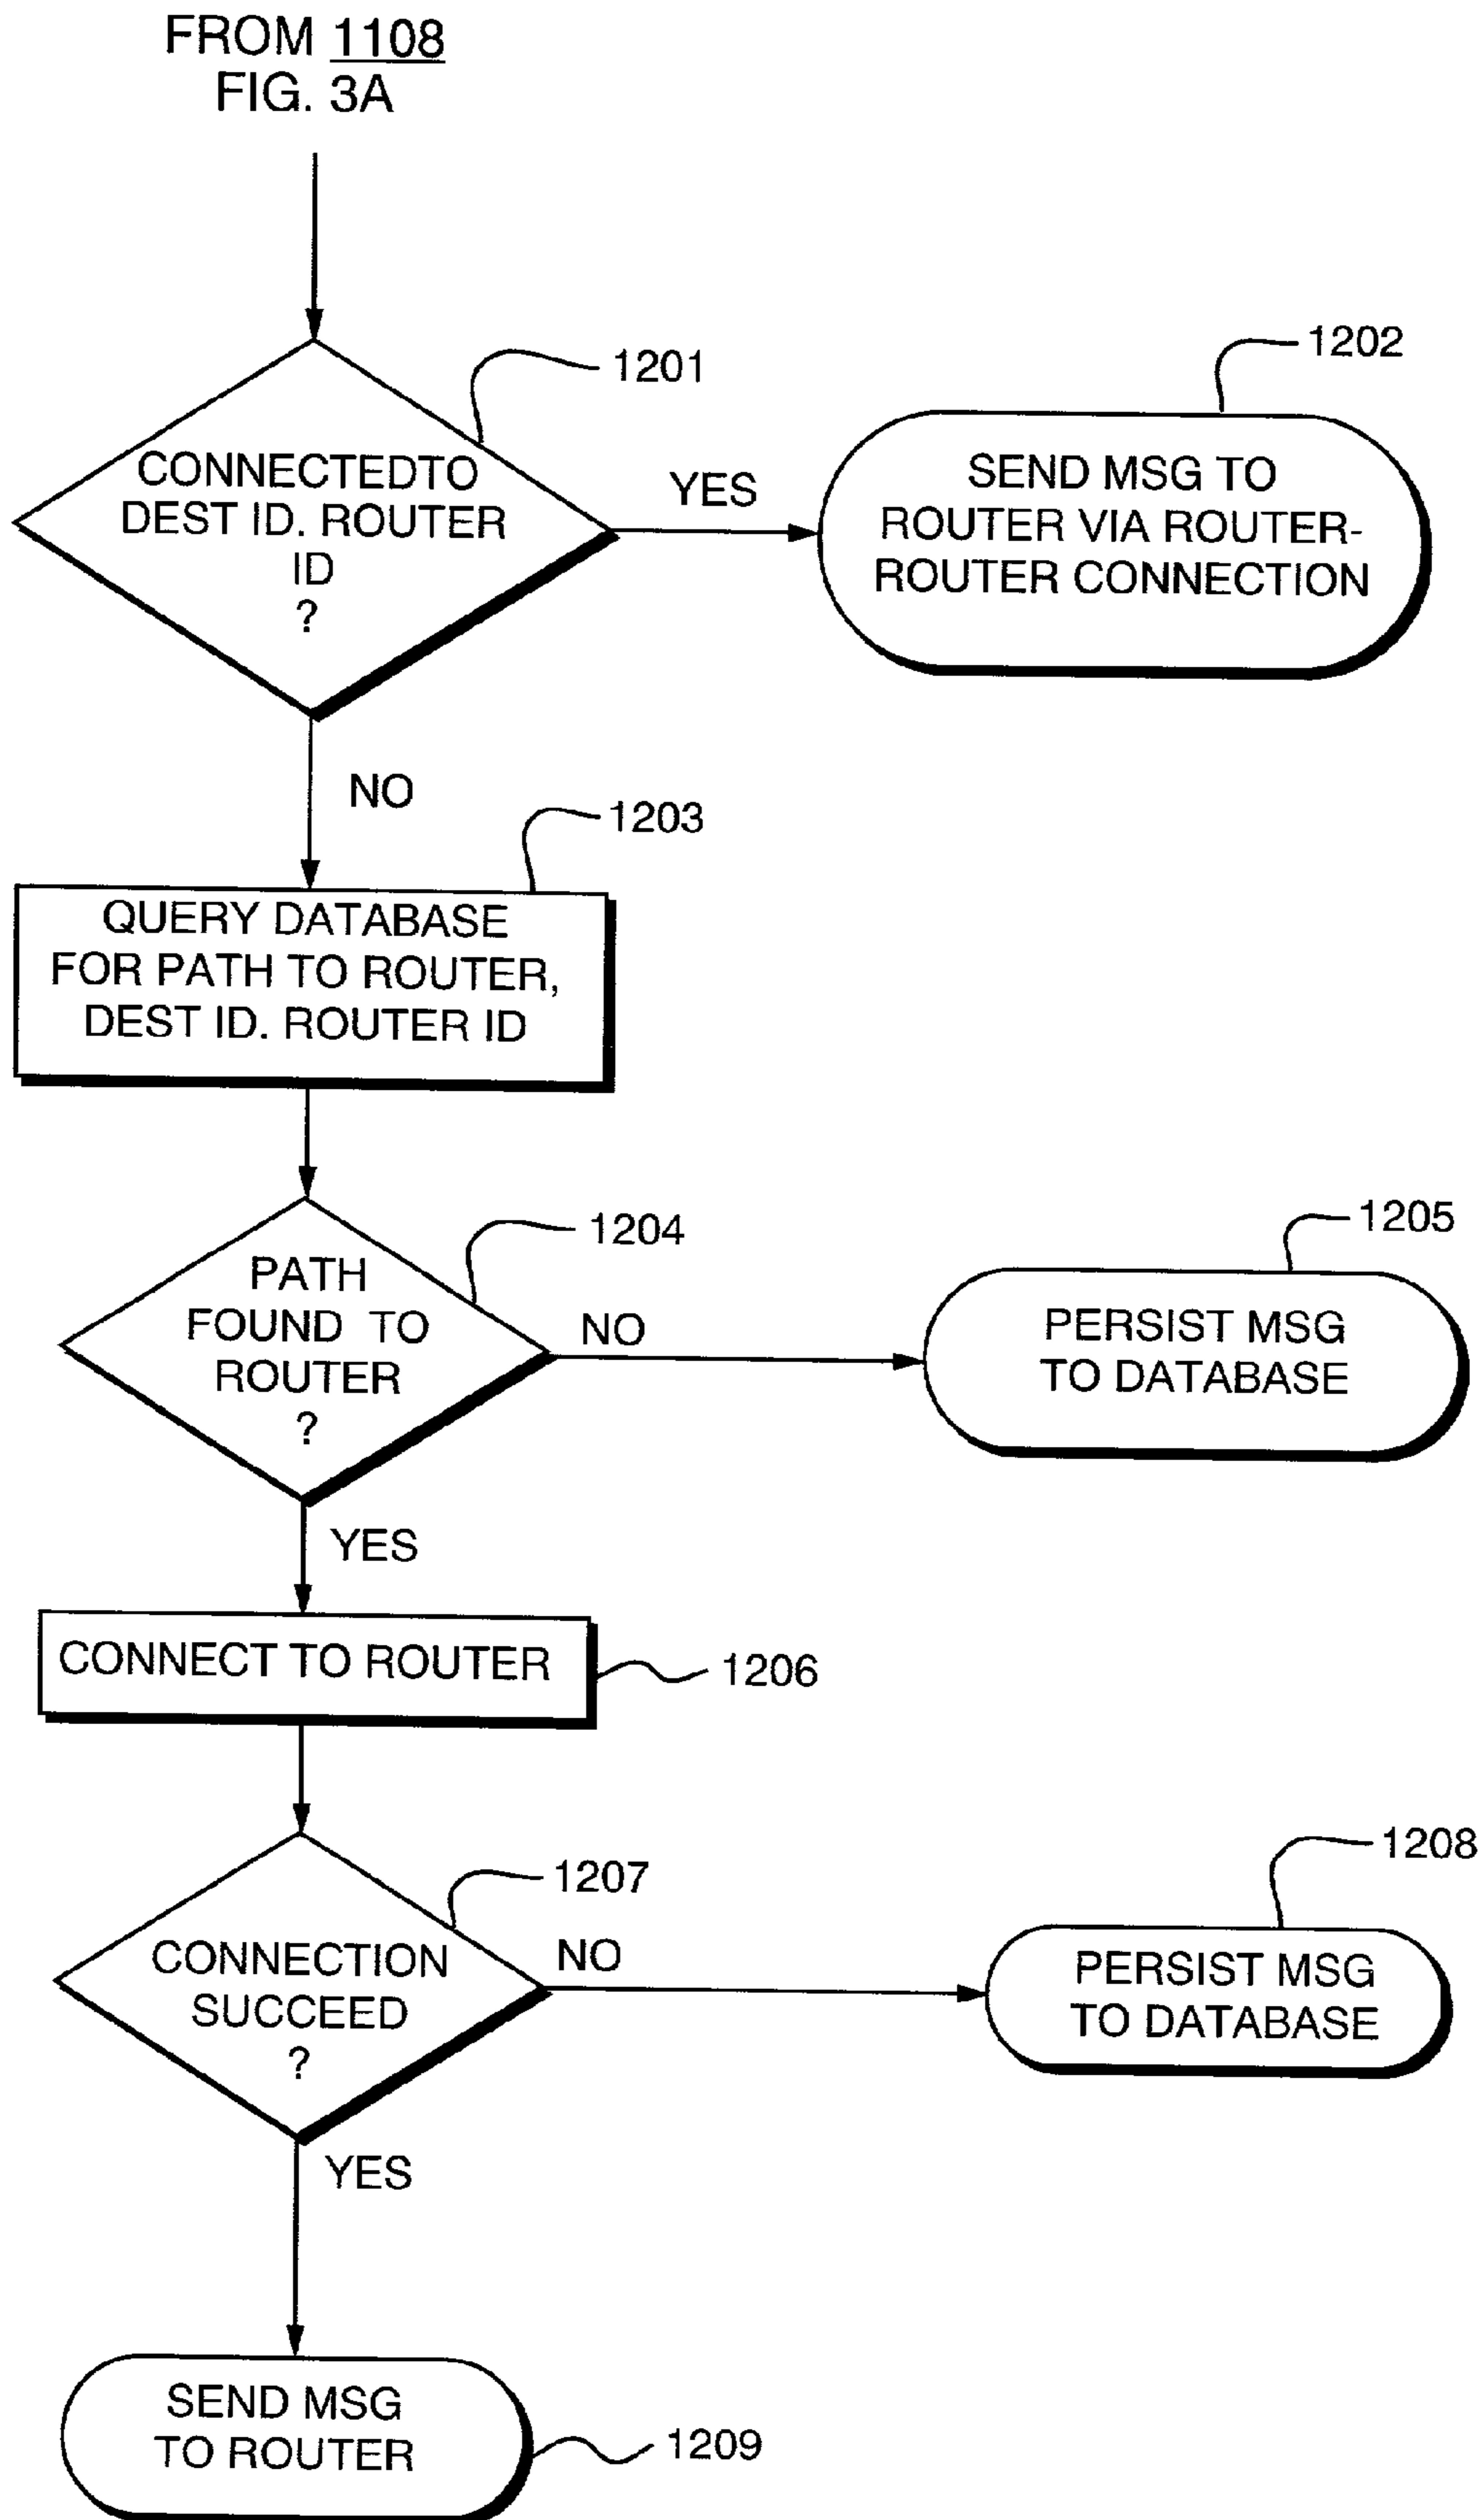 FROM 1108
FIG. 3A
1201
CONNECTEDTO
DEST ID. ROUTER
ID
?
YES
1202
SEND MSG TO
ROUTER VIA ROUTER-
ROUTER CONNECTION
NO
1203
QUERY DATABASE
FOR PATH TO ROUTER,
DEST ID. ROUTER ID
1204
PATH
FOUND TO
ROUTER
?
NO
1205
PERSIST MSG
TO DATABASE
YES
CONNECT TO ROUTER
1206
1207
CONNECTION
SUCCEED
?
NO
1208
PERSIST MSG
TO DATABASE
YES
SEND MSG
TO ROUTER
1209